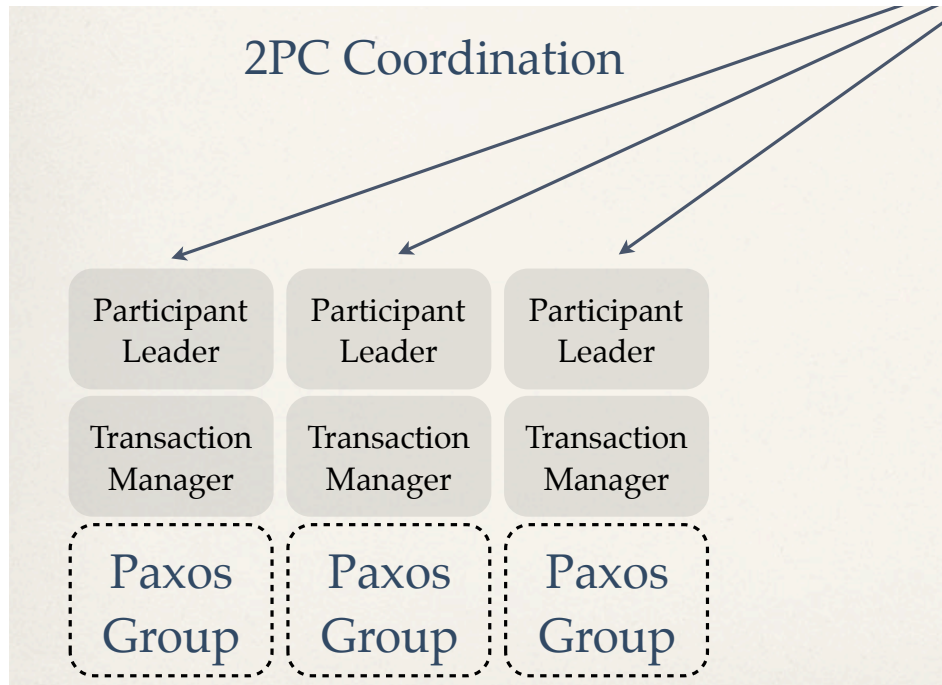 2PC Coordination
Participant
Leader
Participant
Leader
Participant
Leader
Transaction
Manager
Transaction
Manager
Transaction
Manager
Paxos
Group
Paxos
Group
Paxos
Group